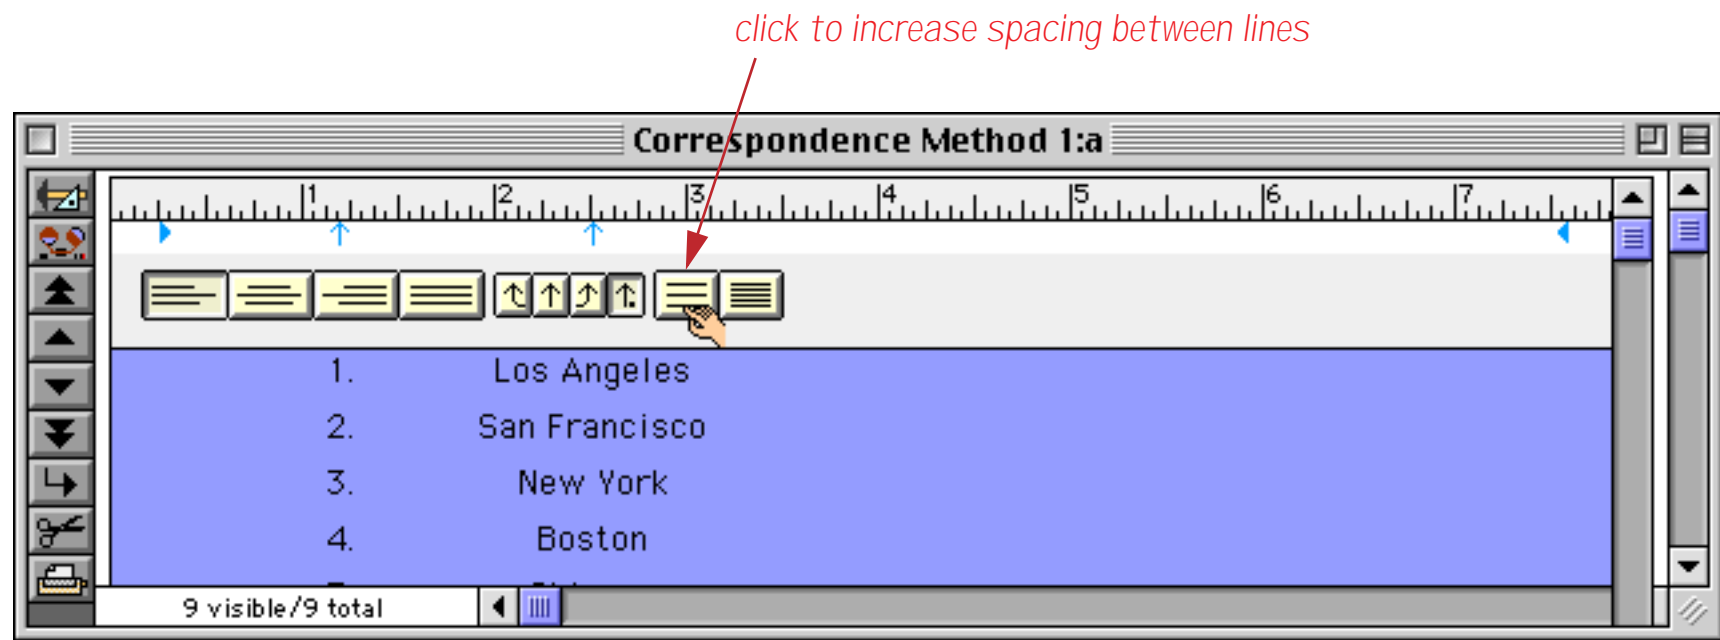 click to increase spacing between lines
Correspondence Method 1:a
1 2 3 4 5 6 7
1. Los Angeles
2. San Francisco
3. New York
4. Boston
9 visible/9 total